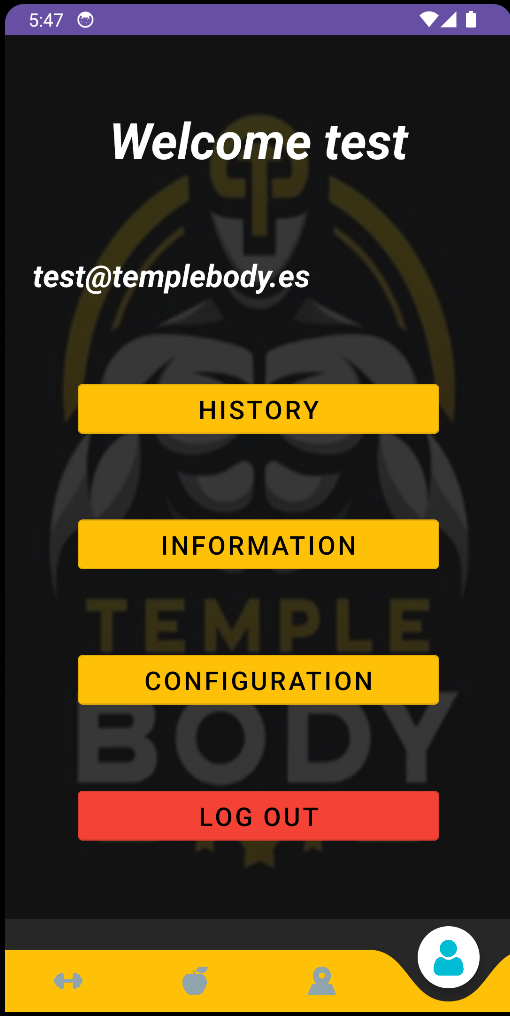 5:47
Welcome test
test@templebody.es
HISTORY
INFORMATION
TEMPLE
CONFIGURATION
BODY
LOG OUT